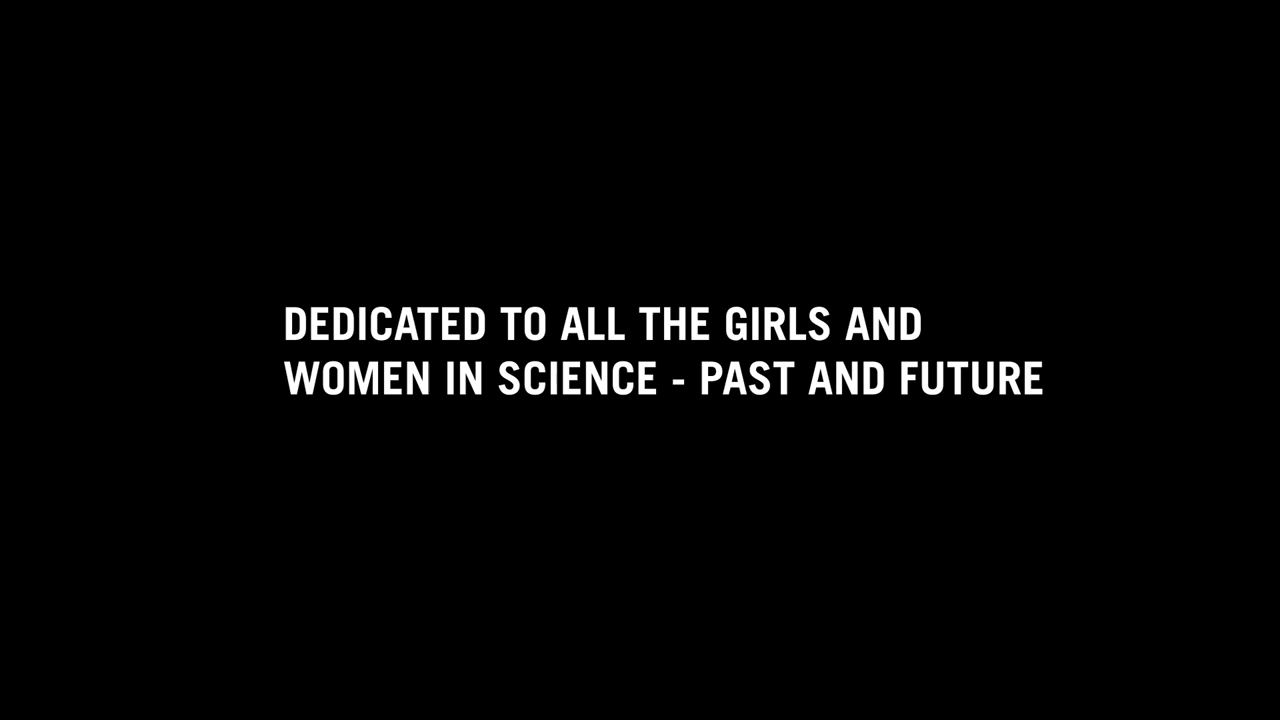 DEDICATED TO ALL THE GIRLS AND
WOMEN IN SCIENCE - PAST AND FUTURE